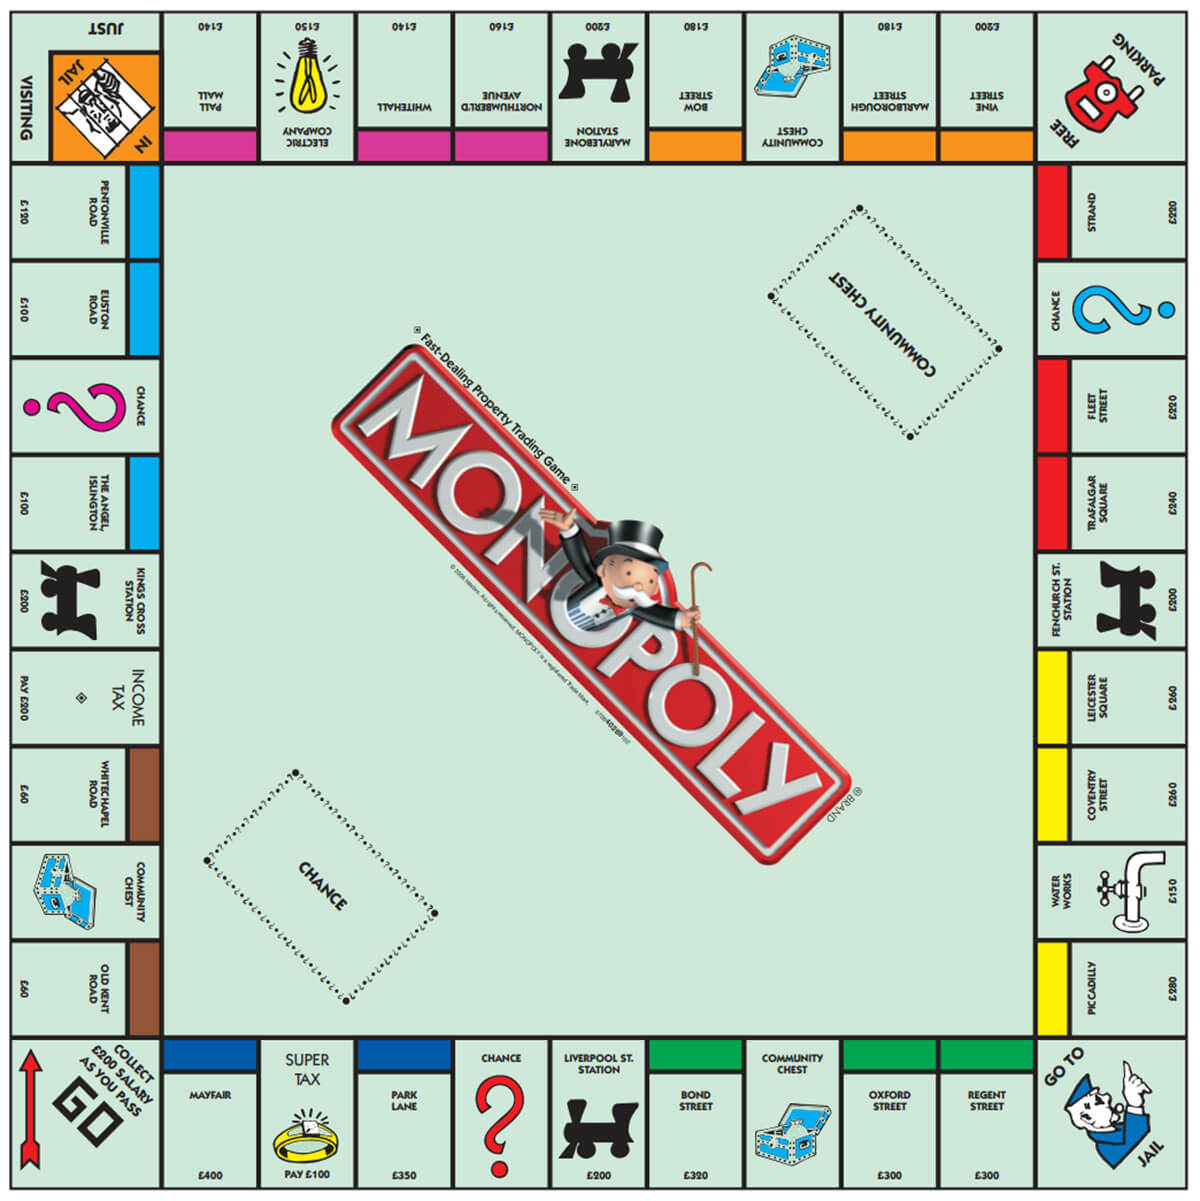 JUST
VISITING
IN
JAIL
£140
PALL
MALL
£150
ELECTRIC
COMPANY
£140
WHITEHALL
£160
NORTHUMBERL'D
AVENUE
£200
MARYLEBONE
STATION
£180
BOW
STREET
COMMUNITY
CHEST
£180
MARLBOROUGH
STREET
£200
VINE
STREET
FREE
PARKING
STRAND
£220
CHANCE
?
FLEET
STREET
£220
TRAFALGAR
SQUARE
£240
FENCHURCH ST.
STATION
£200
LEICESTER
SQUARE
£260
COVENTRY
STREET
£260
WATER
WORKS
£150
PICCADILLY
£280
GO TO
JAIL
REGENT
STREET
£300
OXFORD
STREET
£300
COMMUNITY
CHEST
BOND
STREET
£320
LIVERPOOL ST.
STATION
£200
CHANCE
?
PARK
LANE
£350
SUPER
TAX
PAY £100
MAYFAIR
£400
COLLECT
£200 SALARY
AS YOU PASS
GO
OLD KENT
ROAD
£60
COMMUNITY
CHEST
WHITECHAPEL
ROAD
£60
INCOME
TAX
PAY £200
KINGS CROSS
STATION
£200
THE ANGEL,
ISLINGTON
£100
CHANCE
?
EUSTON
ROAD
£100
PENTONVILLE
ROAD
£120
COMMUNITY CHEST
Fast-Dealing Property Trading Game
MONOPOLY
® BRAND
CHANCE